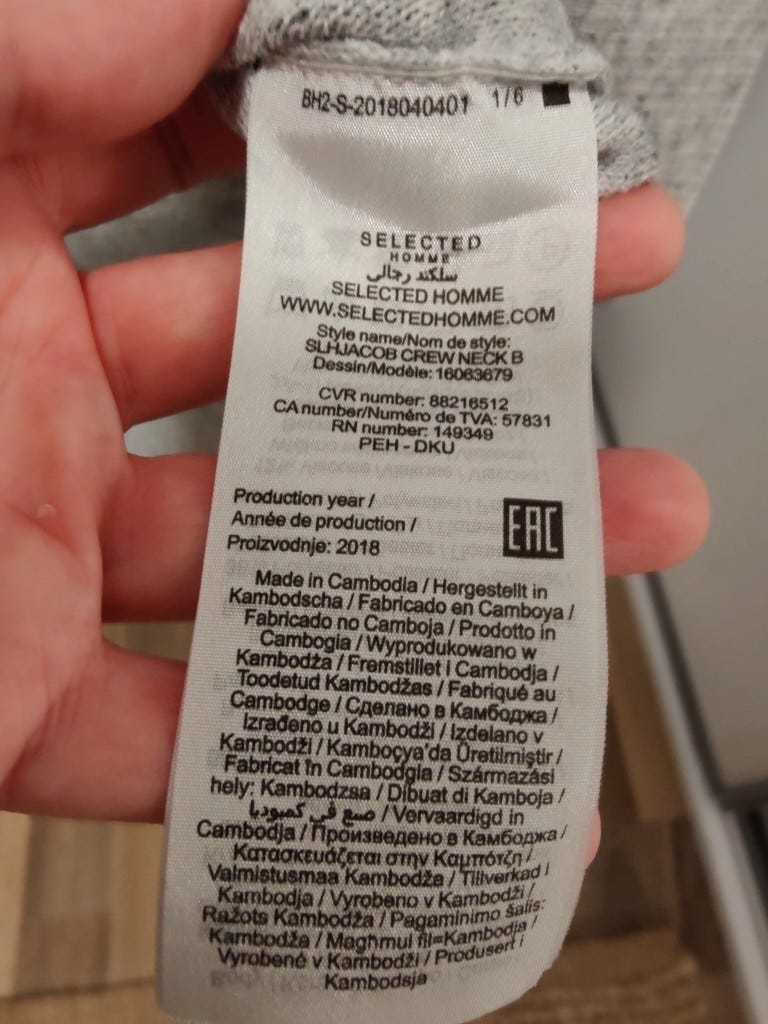 BH2-S-2018040401 1/6
SELECTED
HOMME
سلكتد رجالي
SELECTED HOMME
WWW.SELECTEDHOMME.COM
Style name/Nom de style:
SLHJACOB CREW NECK B
Dessin/Modèle: 16063679
CVR number: 88216512
CA number/Numéro de TVA: 57831
RN number: 149349
PEH - DKU
Production year /
Année de production /
Proizvodnje: 2018
EAC
Made in Cambodia / Hergestellt in
Kambodscha / Fabricado en Camboya /
Fabricado no Camboja / Prodotto in
Cambogia / Wyprodukowano w
Kambodża / Fremstillet i Cambodja /
Toodetud Kambodžas / Fabriqué au
Cambodge / Сделано в Камбоджа /
Izrađeno u Kambodži / Izdelano v
Kambodži / Kamboçya'da Üretilmiştir /
Fabricat în Cambodgia / Származási
hely: Kambodzsa / Dibuat di Kamboja /
صنع في كمبوديا / Vervaardigd in
Cambodja / Произведено в Камбоджа /
Κατασκευάζεται στην Καμπότζη /
Valmistusmaa Kambodža / Tillverkad i
Kambodja / Vyrobeno v Kambodži /
Ražots Kambodža / Pagaminimo šalis:
Kambodža / Maghmul fil=Kambodja /
Vyrobené v Kambodži / Produsert i
Kambodsja